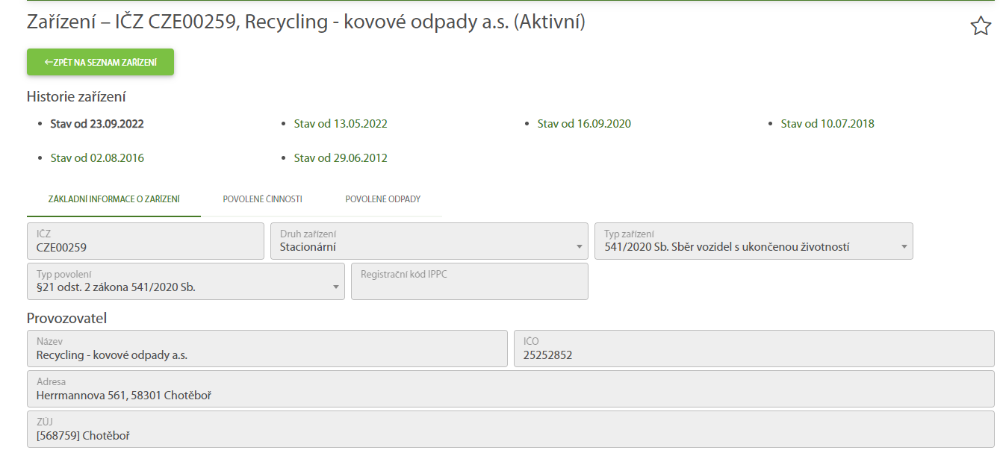 Zařízení – IČZ CZE00259, Recycling - kovové odpady a.s. (Aktivní)
←ZPĚT NA SEZNAM ZAŘÍZENÍ
Historie zařízení
• Stav od 23.09.2022 • Stav od 13.05.2022 • Stav od 16.09.2020 • Stav od 10.07.2018
• Stav od 02.08.2016 • Stav od 29.06.2012
ZÁKLADNÍ INFORMACE O ZAŘÍZENÍ POVOLENÉ ČINNOSTI POVOLENÉ ODPADY
IČZ
CZE00259
Druh zařízení
Stacionární
Typ zařízení
541/2020 Sb. Sběr vozidel s ukončenou životností
Typ povolení
§21 odst. 2 zákona 541/2020 Sb.
Registrační kód IPPC
Provozovatel
Název
Recycling - kovové odpady a.s.
IČO
25252852
Adresa
Herrmannova 561, 58301 Chotěboř
ZÚJ
[568759] Chotěboř